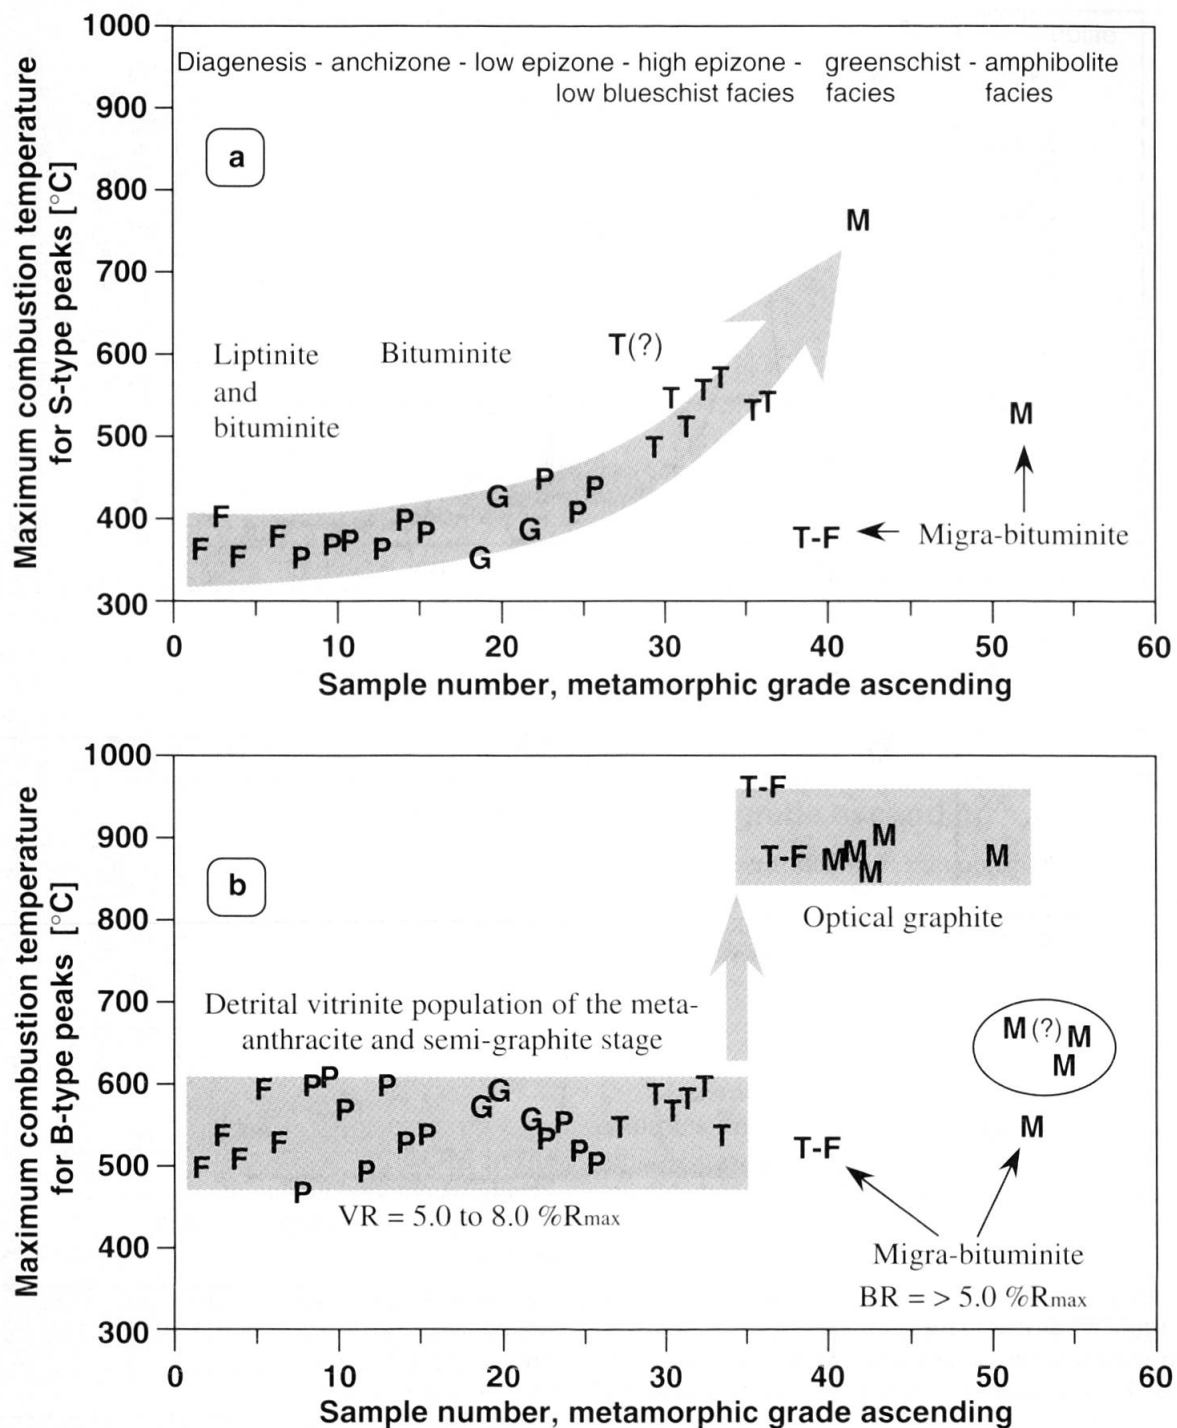 1000
900
800
700
600
500
400
300
Maximum combustion temperature
for S-type peaks [°C]
Diagenesis - anchizone - low epizone - high epizone - greenschist - amphibolite
low blueschist facies facies facies
a
M
T(?)
Liptinite
and
bituminite
Bituminite
T T T T T T T
M
F F F F P P P P P P G G G P P P
T-F
Migra-bituminite
0 10 20 30 40 50 60
Sample number, metamorphic grade ascending
1000
900
800
700
600
500
400
300
Maximum combustion temperature
for B-type peaks [°C]
b
T-F
T-F M M M M M
Optical graphite
Detrital vitrinite population of the meta-
anthracite and semi-graphite stage
M (?) M
M
F F F F F P P P P P P P P G G G P P P P T T T T T T
VR = 5.0 to 8.0 %Rmax
T-F
M
Migra-bituminite
BR = > 5.0 %Rmax
0 10 20 30 40 50 60
Sample number, metamorphic grade ascending